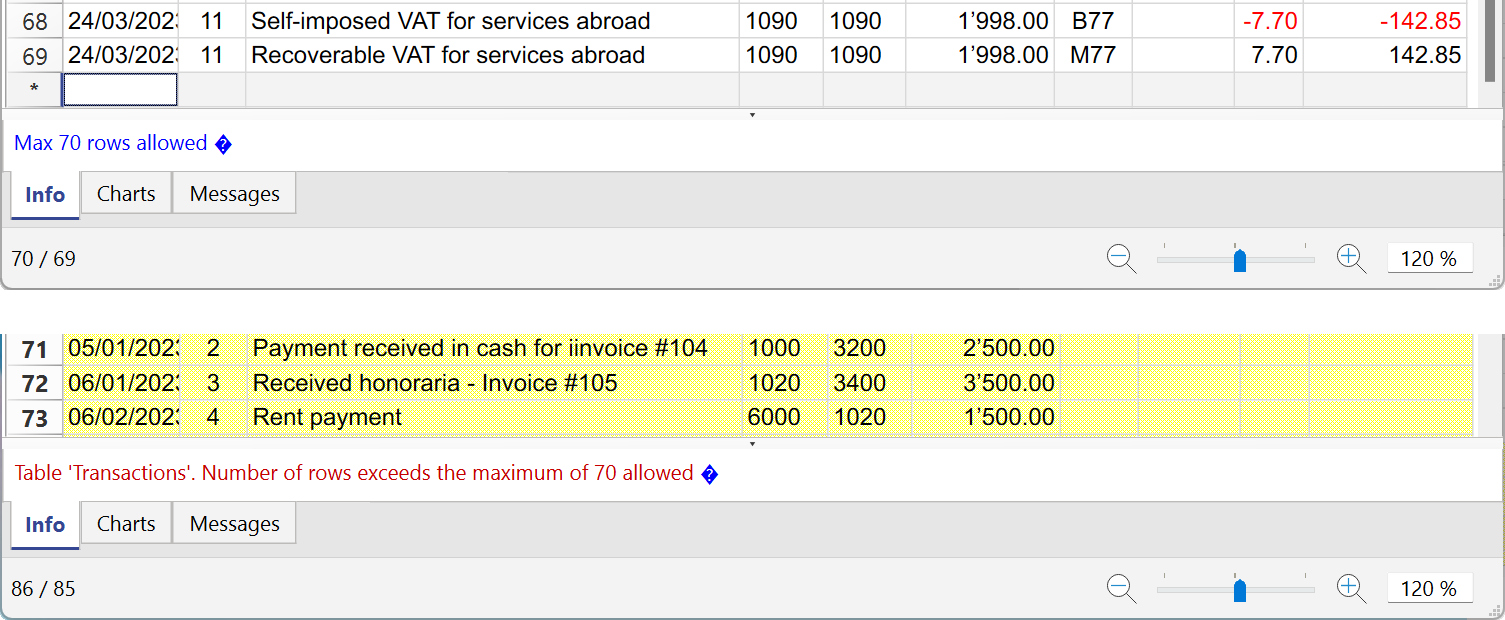 68 24/03/202 11 Self-imposed VAT for services abroad 1090 1090 1’998.00 B77 -7.70 -142.85
69 24/03/202 11 Recoverable VAT for services abroad 1090 1090 1’998.00 M77 7.70 142.85
*
Max 70 rows allowed �
Info Charts Messages
70 / 69 120 %
71 05/01/202 2 Payment received in cash for iinvoice #104 1000 3200 2’500.00
72 06/01/202 3 Received honoraria - Invoice #105 1020 3400 3’500.00
73 06/02/202 4 Rent payment 6000 1020 1’500.00
Table 'Transactions'. Number of rows exceeds the maximum of 70 allowed �
Info Charts Messages
86 / 85 120 %